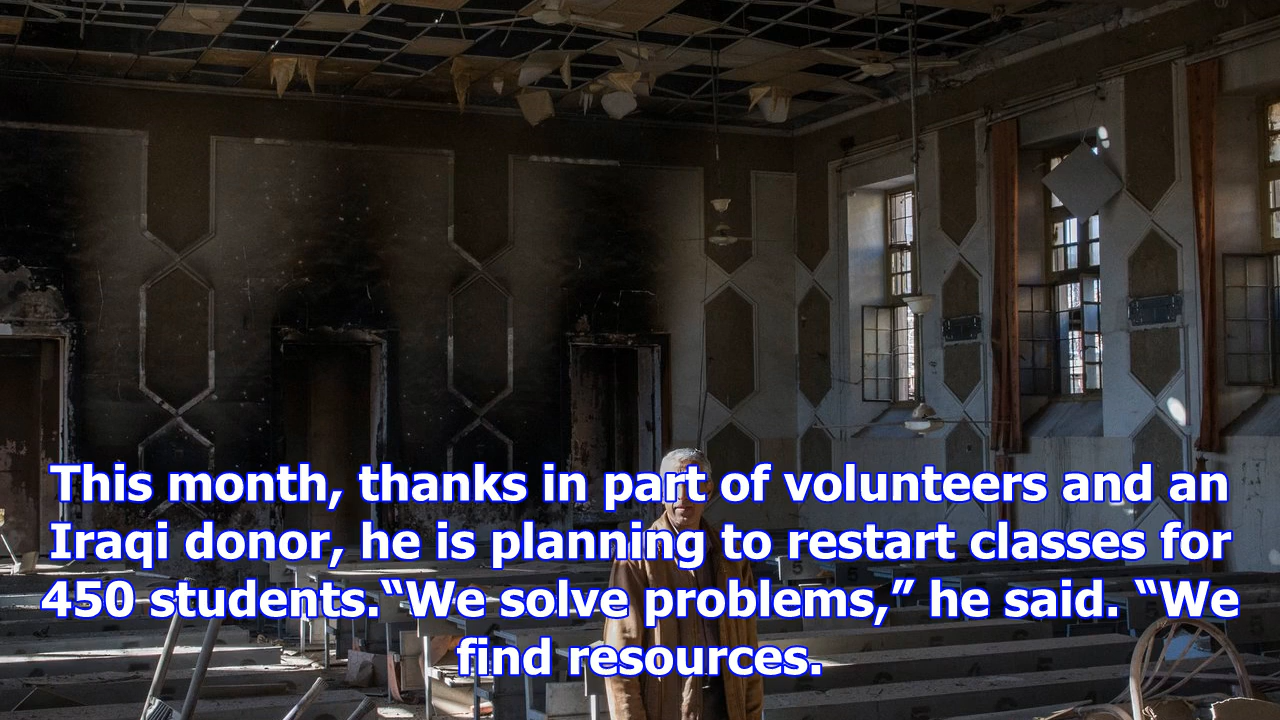 This month, thanks in part of volunteers and an
Iraqi donor, he is planning to restart classes for
450 students.“We solve problems,” he said. “We
find resources.